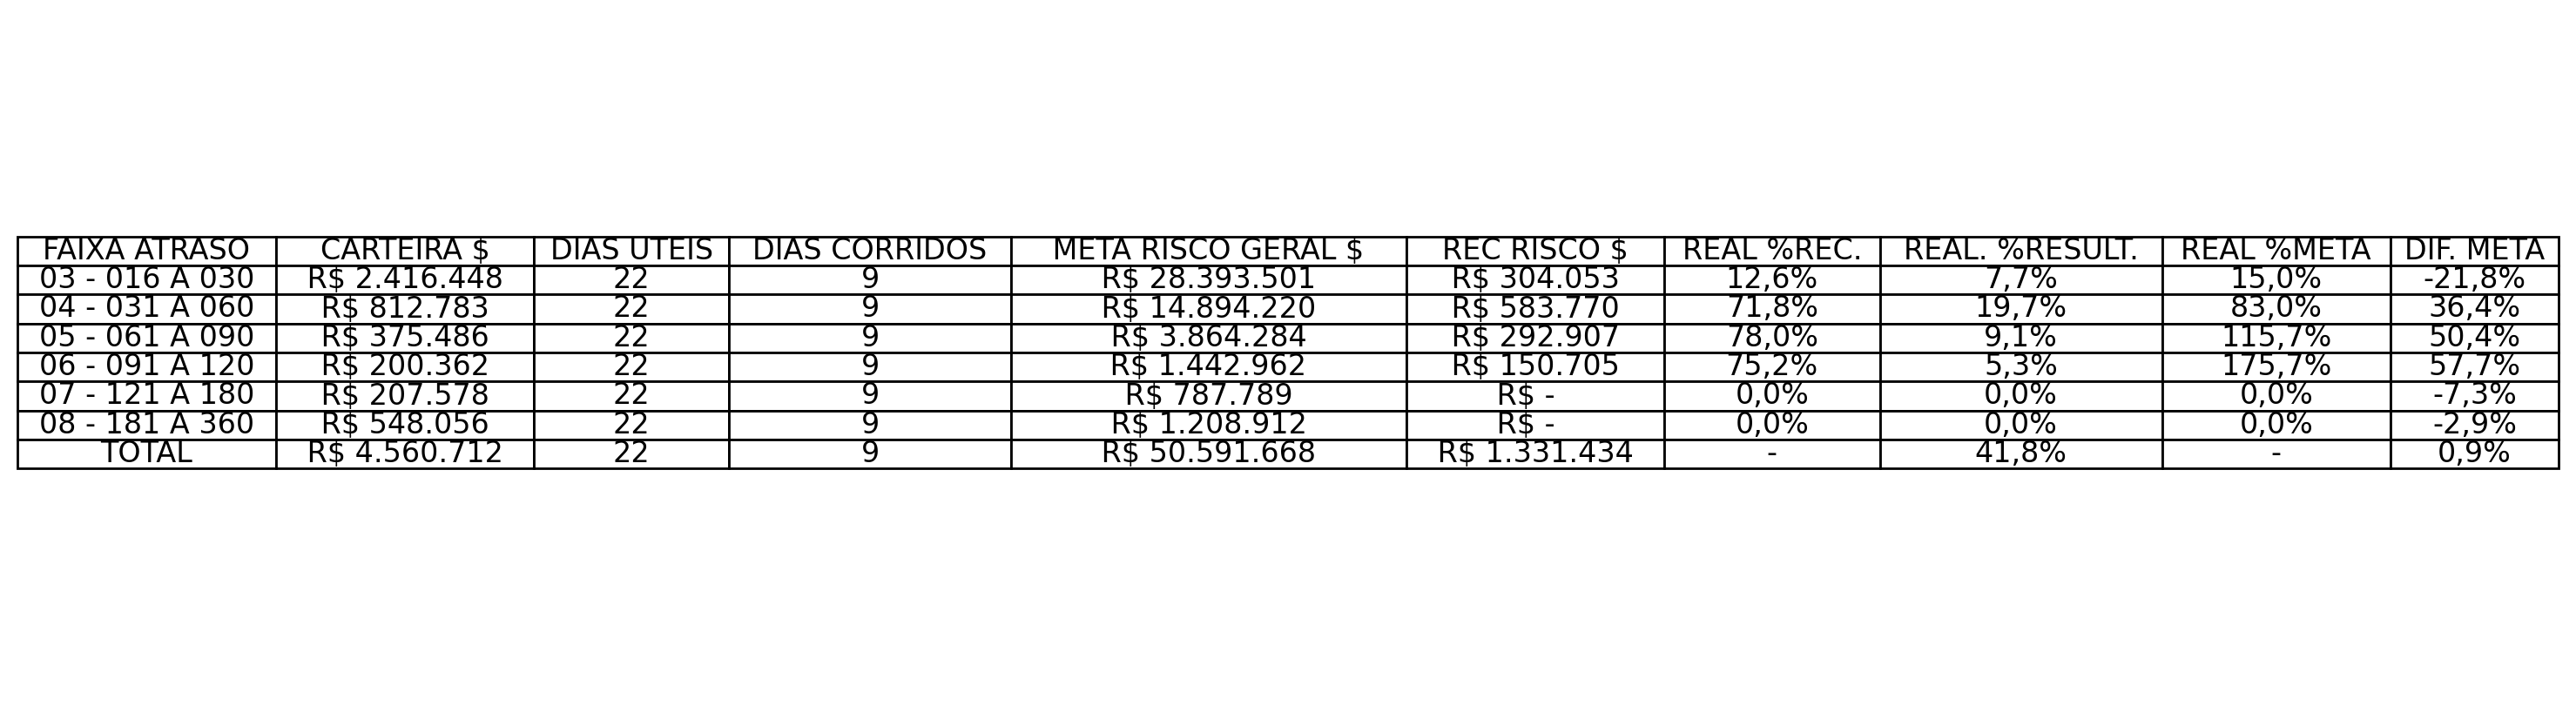 FAIXA ATRASO CARTEIRA $ DIAS UTEIS DIAS CORRIDOS META RISCO GERAL $ REC RISCO $ REAL %REC. REAL. %RESULT. REAL %META DIF. META
03 - 016 A 030 R$ 2.416.448 22 9 R$ 28.393.501 R$ 304.053 12,6% 7,7% 15,0% -21,8%
04 - 031 A 060 R$ 812.783 22 9 R$ 14.894.220 R$ 583.770 71,8% 19,7% 83,0% 36,4%
05 - 061 A 090 R$ 375.486 22 9 R$ 3.864.284 R$ 292.907 78,0% 9,1% 115,7% 50,4%
06 - 091 A 120 R$ 200.362 22 9 R$ 1.442.962 R$ 150.705 75,2% 5,3% 175,7% 57,7%
07 - 121 A 180 R$ 207.578 22 9 R$ 787.789 R$ - 0,0% 0,0% 0,0% -7,3%
08 - 181 A 360 R$ 548.056 22 9 R$ 1.208.912 R$ - 0,0% 0,0% 0,0% -2,9%
TOTAL R$ 4.560.712 22 9 R$ 50.591.668 R$ 1.331.434 - 41,8% - 0,9%